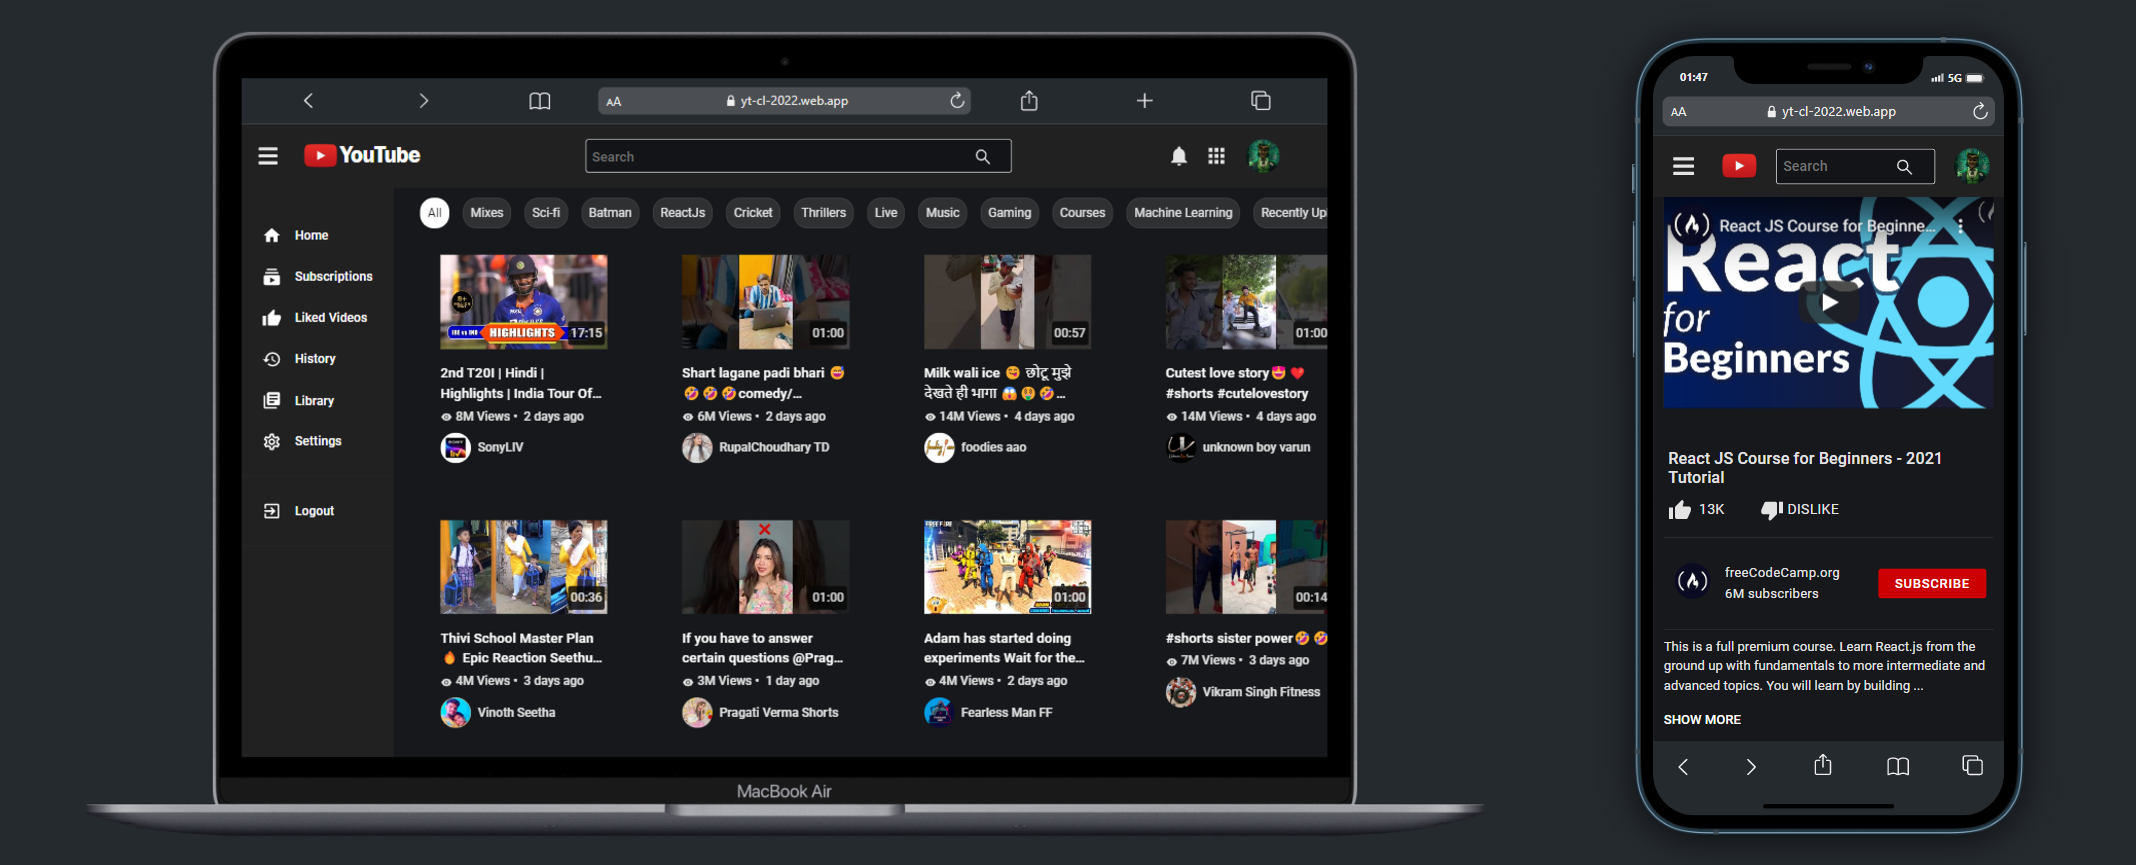 AA yt-cl-2022.web.app
YouTube
Search
All Mixes Sci-fi Batman ReactJs Cricket Thrillers Live Music Gaming Courses Machine Learning Recently Up
Home
Subscriptions
Liked Videos
History
Library
Settings
Logout
HIGHLIGHTS 17:15
01:00
00:57
01:00
2nd T20I | Hindi |
Highlights | India Tour Of...
8M Views • 2 days ago
SonyLIV
Shart lagane padi bhari 😅
🤣 🤣 🤣comedy/...
6M Views • 2 days ago
RupalChoudhary TD
Milk wali ice 😋 छोटू मुझे
देखते ही भागा 😱 🤑 🤣 ...
14M Views • 4 days ago
foodies aao
Cutest love story😍 ❤️
#shorts #cutelovestory
14M Views • 4 days ago
unknown boy varun
00:36
01:00
01:00
00:14
Thivi School Master Plan
🔥 Epic Reaction Seethu...
4M Views • 3 days ago
Vinoth Seetha
If you have to answer
certain questions @Prag...
3M Views • 1 day ago
Pragati Verma Shorts
Adam has started doing
experiments Wait for the...
4M Views • 2 days ago
Fearless Man FF
#shorts sister power🤣 🤣
7M Views • 3 days ago
Vikram Singh Fitness
MacBook Air
01:47 5G
AA yt-cl-2022.web.app
Search
React JS Course for Beginne...
React
for
Beginners
React JS Course for Beginners - 2021
Tutorial
13K DISLIKE
freeCodeCamp.org
6M subscribers
SUBSCRIBE
This is a full premium course. Learn React.js from the
ground up with fundamentals to more intermediate and
advanced topics. You will learn by building ...
SHOW MORE